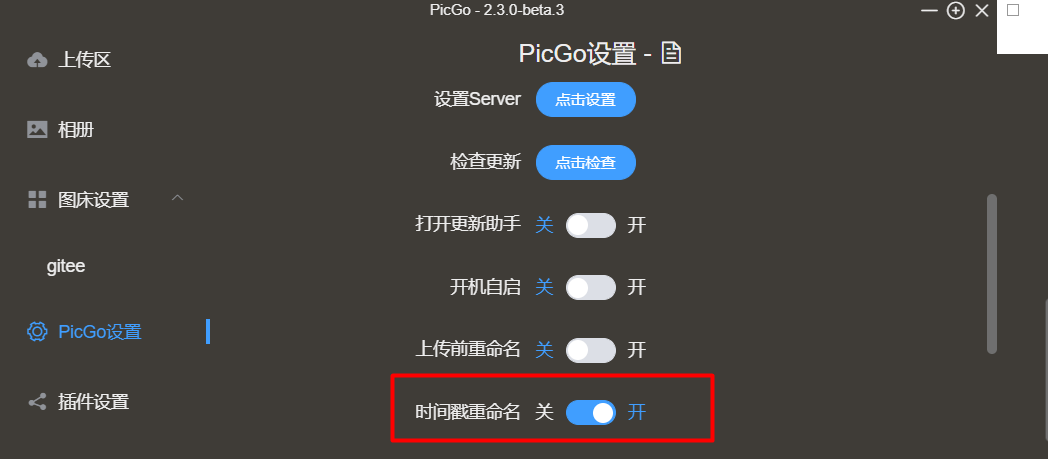 PicGo - 2.3.0-beta.3
上传区
相册
图床设置
gitee
PicGo设置
插件设置
PicGo设置 -
设置Server 点击设置
检查更新 点击检查
打开更新助手 关 开
开机自启 关 开
上传前重命名 关 开
时间戳重命名 关 开